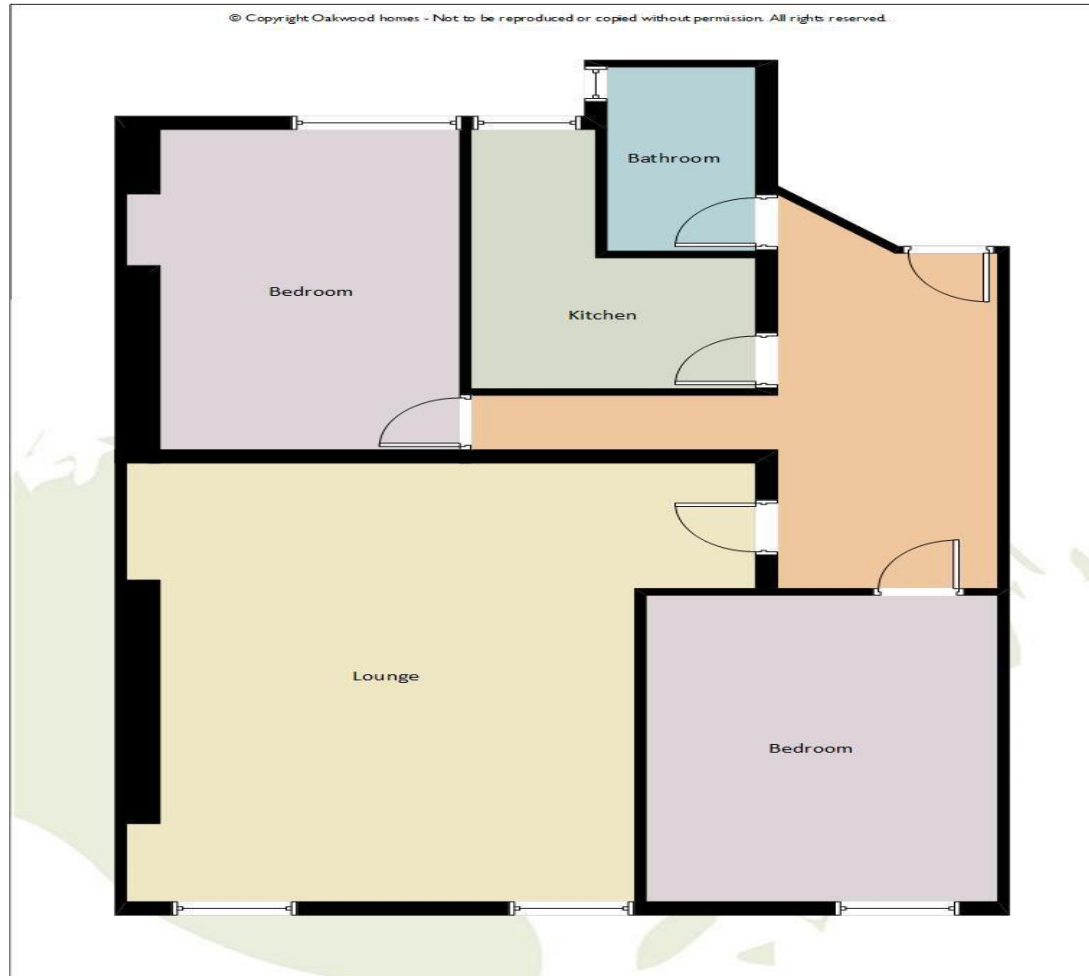 © Copyright Oakwood homes - Not to be reproduced or copied without permission. All rights reserved.
Bathroom
Bedroom
Kitchen
Lounge
Bedroom